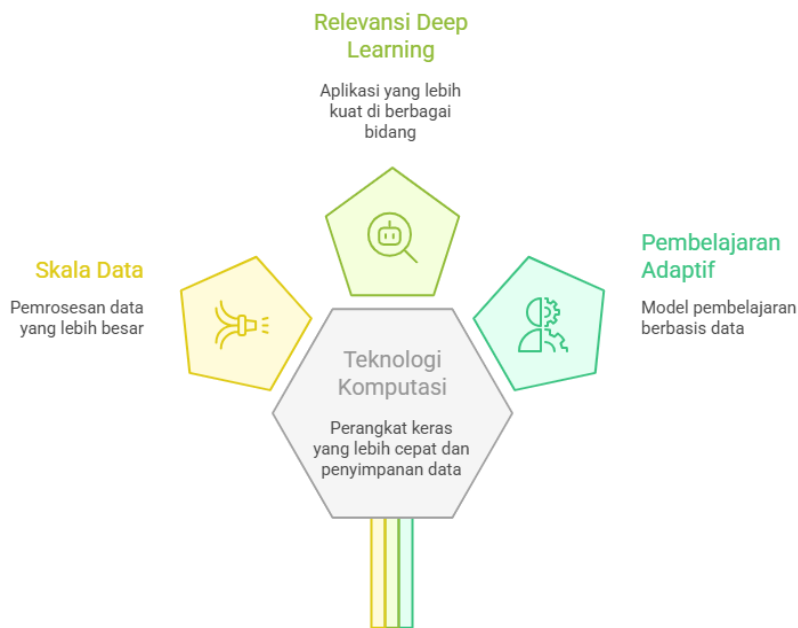 Relevansi Deep
Learning
Aplikasi yang lebih
kuat di berbagai
bidang
Skala Data
Pemrosesan data
yang lebih besar
Pembelajaran
Adaptif
Model pembelajaran
berbasis data
Teknologi
Komputasi
Perangkat keras
yang lebih cepat dan
penyimpanan data